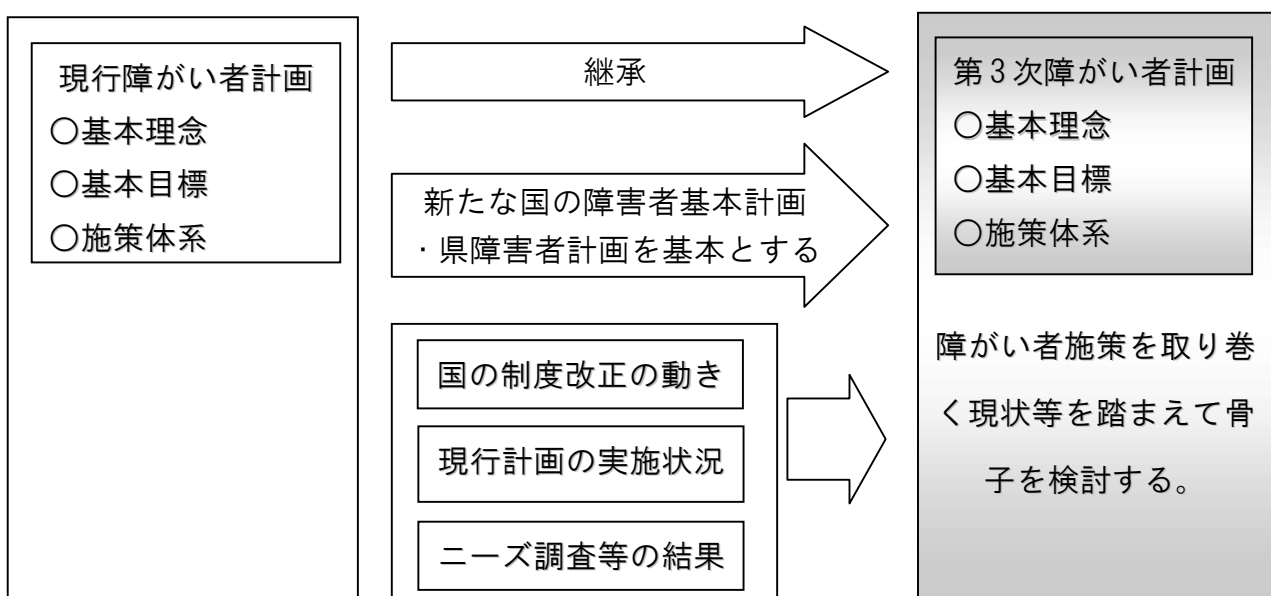 現行障がい者計画
○基本理念
○基本目標
○施策体系
継承
新たな国の障害者基本計画
・県障害者計画を基本とする
国の制度改正の動き
現行計画の実施状況
ニーズ調査等の結果
第3次障がい者計画
○基本理念
○基本目標
○施策体系
障がい者施策を取り巻
く現状等を踏まえて骨
子を検討する。